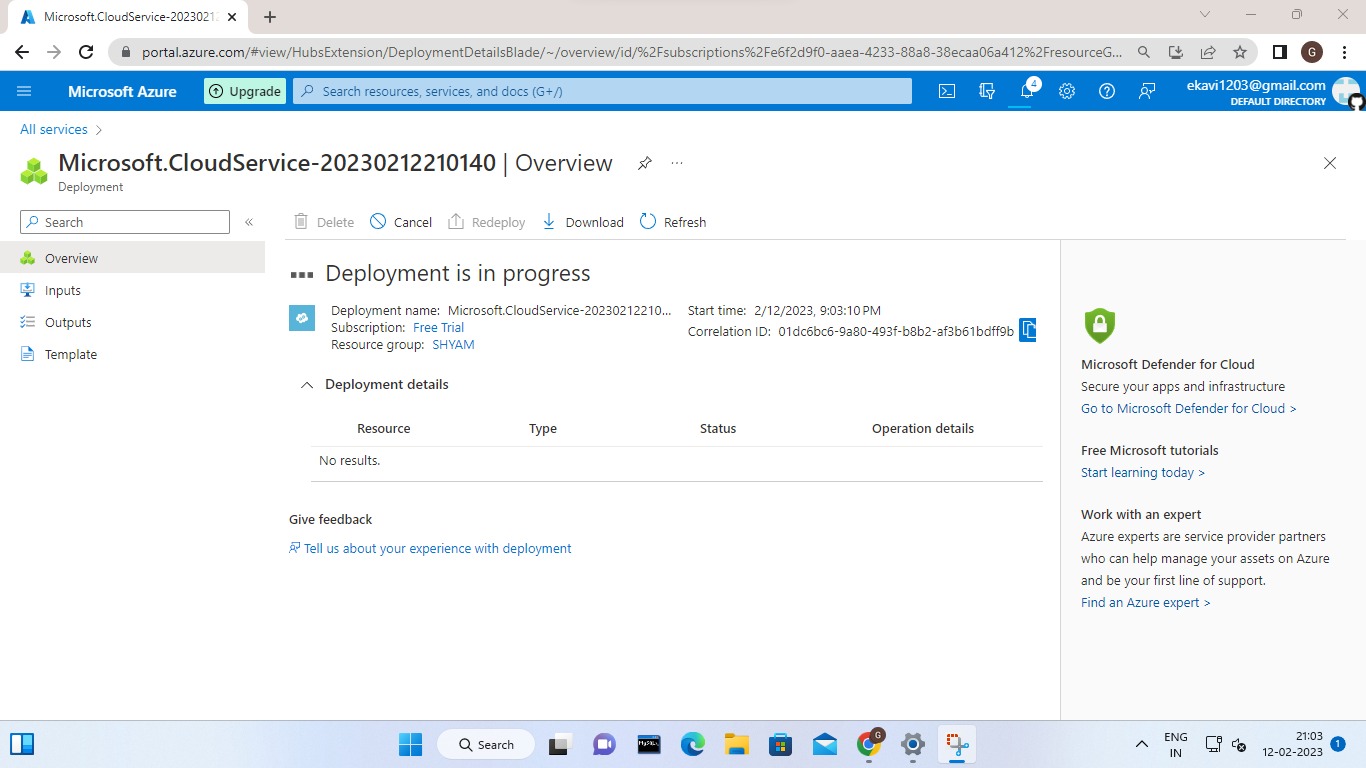 Microsoft.CloudService-2023021
portal.azure.com/#view/HubsExtension/DeploymentDetailsBlade/~/overview/id/%2Fsubscriptions%2Fe6f2d9f0-aaea-4233-88a8-38ecaa06a412%2FresourceG...
G
Microsoft Azure
Upgrade
Search resources, services, and docs (G+/)
4
ekavi1203@gmail.com
DEFAULT DIRECTORY
All services
Microsoft.CloudService-20230212210140 | Overview
...
Deployment
Search
Delete
Cancel
Redeploy
Download
Refresh
Overview
Inputs
Outputs
Template
Deployment is in progress
Deployment name: Microsoft.CloudService-20230212210...
Subscription: Free Trial
Resource group: SHYAM
Start time: 2/12/2023, 9:03:10 PM
Correlation ID: 01dc6bc6-9a80-493f-b8b2-af3b61bdff9b
Deployment details
Resource Type Status Operation details
No results.
Give feedback
Tell us about your experience with deployment
Microsoft Defender for Cloud
Secure your apps and infrastructure
Go to Microsoft Defender for Cloud >
Free Microsoft tutorials
Start learning today >
Work with an expert
Azure experts are service provider partners
who can help manage your assets on Azure
and be your first line of support.
Find an Azure expert >
Search
MySQL
G
ENG
IN
21:03
12-02-2023
1